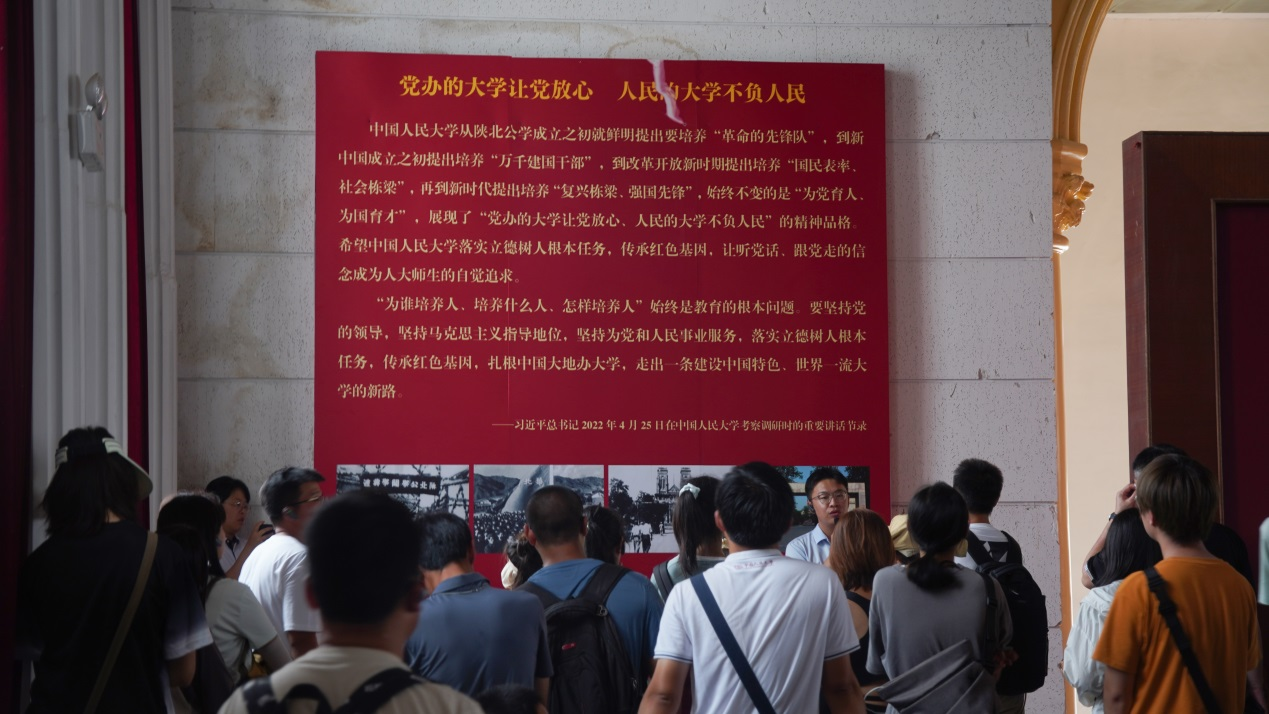 党办的大学让党放心 人民的大学不负人民
中国人民大学从陕北公学成立之初就鲜明提出要培养“革命的先锋队”，到新
中国成立之初提出培养“万千建国干部”，到改革开放新时期提出培养“国民表率、
社会栋梁”，再到新时代提出培养“复兴栋梁、强国先锋”，始终不变的是“为党育人、
为国育才”，展现了“党办的大学让党放心、人民的大学不负人民”的精神品格。
希望中国人民大学落实立德树人根本任务，传承红色基因，让听党话、跟党走的信
念成为人大师生的自觉追求。
“为谁培养人、培养什么人、怎样培养人”始终是教育的根本问题。要坚持党
的领导，坚持马克思主义指导地位，坚持为党和人民事业服务，落实立德树人根本
任务，传承红色基因，扎根中国大地办大学，走出一条建设中国特色、世界一流大
学的新路。
——习近平总书记2022年4月25日在中国人民大学考察调研时的重要讲话节录